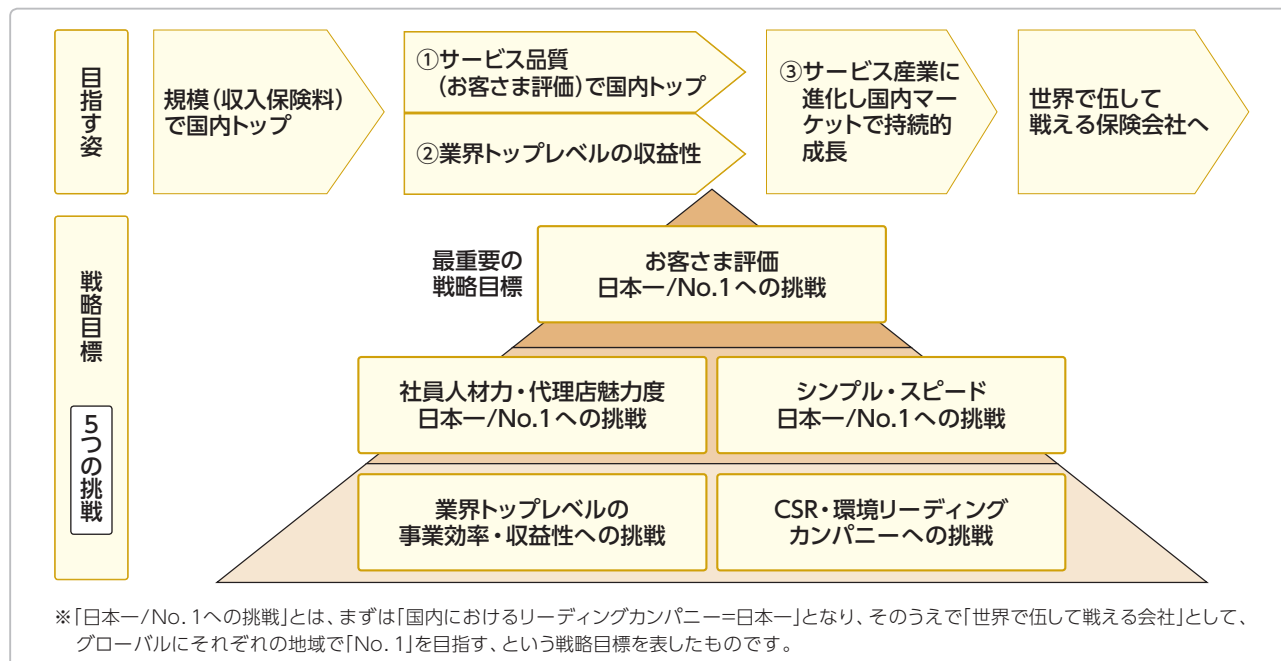 目指す姿
規模（収入保険料）
で国内トップ
①サービス品質
（お客さま評価）で国内トップ
②業界トップレベルの収益性
③サービス産業に
進化し国内マー
ケットで持続的
成長
世界で伍して
戦える保険会社へ
戦略目標
5つの挑戦
最重要の
戦略目標
お客さま評価
日本一/No.1への挑戦
社員人材力・代理店魅力度
日本一/No.1への挑戦
シンプル・スピード
日本一/No.1への挑戦
業界トップレベルの
事業効率・収益性への挑戦
CSR・環境リーディング
カンパニーへの挑戦
※「日本一/No.1への挑戦」とは、まずは「国内におけるリーディングカンパニー=日本一」となり、そのうえで「世界で伍して戦える会社」として、
グローバルにそれぞれの地域で「No.1」を目指す、という戦略目標を表したものです。